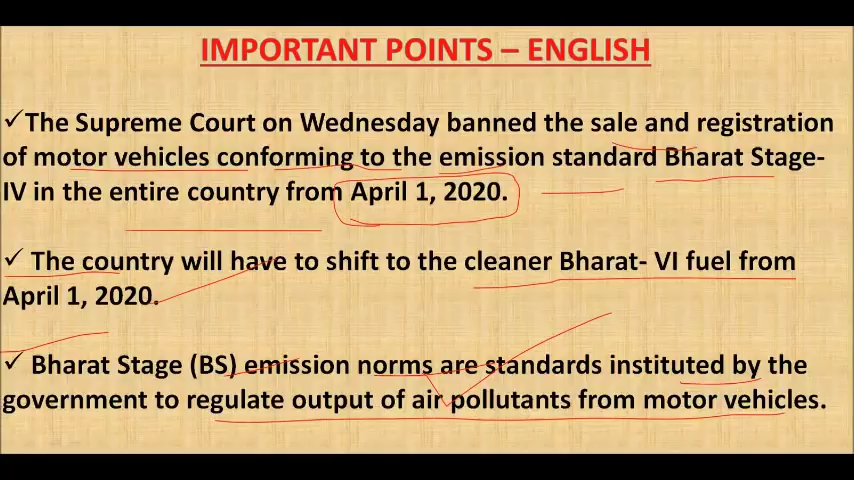 IMPORTANT POINTS – ENGLISH
✓The Supreme Court on Wednesday banned the sale and registration
of motor vehicles conforming to the emission standard Bharat Stage-
IV in the entire country from April 1, 2020.
✓ The country will have to shift to the cleaner Bharat- VI fuel from
April 1, 2020.
✓ Bharat Stage (BS) emission norms are standards instituted by the
government to regulate output of air pollutants from motor vehicles.